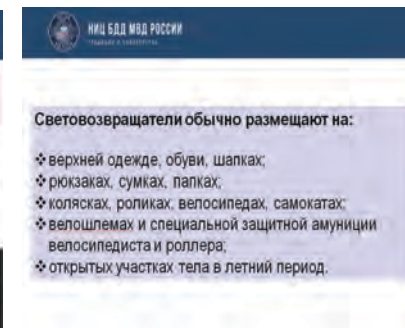 НИЦ БДД МВД РОССИИ
Световозвращатели обычно размещают на:
❖верхней одежде, обуви, шапках;
❖рюкзаках, сумках, папках;
❖колясках, роликах, велосипедах, самокатах;
❖велошлемах и специальной защитной амуниции
велосипедиста и роллера;
❖открытых участках тела в летний период.